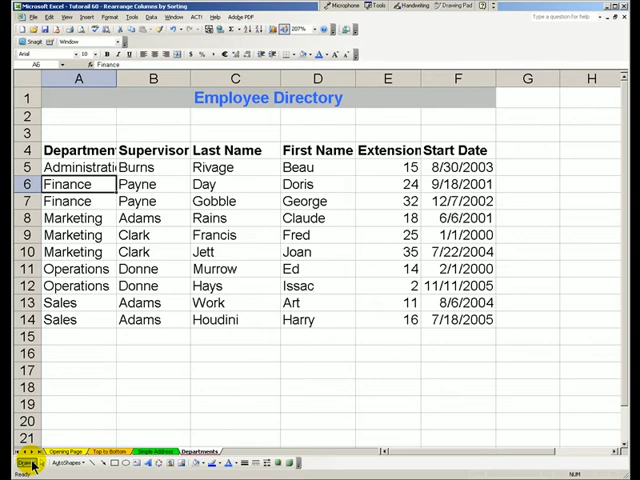 Microsoft Excel - Tutorail 60 - Rearrange Columns by Sorting
Microphone Tools Handwriting Drawing Pad
File Edit View Insert Format Tools Data Window ACT! Help Adobe PDF
Type a question for help
207%
SnagIt Window
Arial 10
A6 Finance
A B C D E F G H
1 Employee Directory
2
3
4 Departmen Supervisor Last Name First Name Extension Start Date
5 Administrati Burns Rivage Beau 15 8/30/2003
6 Finance Payne Day Doris 24 9/18/2001
7 Finance Payne Gobble George 32 12/7/2002
8 Marketing Adams Rains Claude 18 6/6/2001
9 Marketing Clark Francis Fred 25 1/1/2000
10 Marketing Clark Jett Joan 35 7/22/2004
11 Operations Donne Murrow Ed 14 2/1/2000
12 Operations Donne Hays Issac 2 11/11/2005
13 Sales Adams Work Art 11 8/6/2004
14 Sales Adams Houdini Harry 16 7/18/2005
15
16
17
18
19
20
21
Opening Page Top to Bottom Simple Address Departments
Draw AutoShapes
Ready NUM